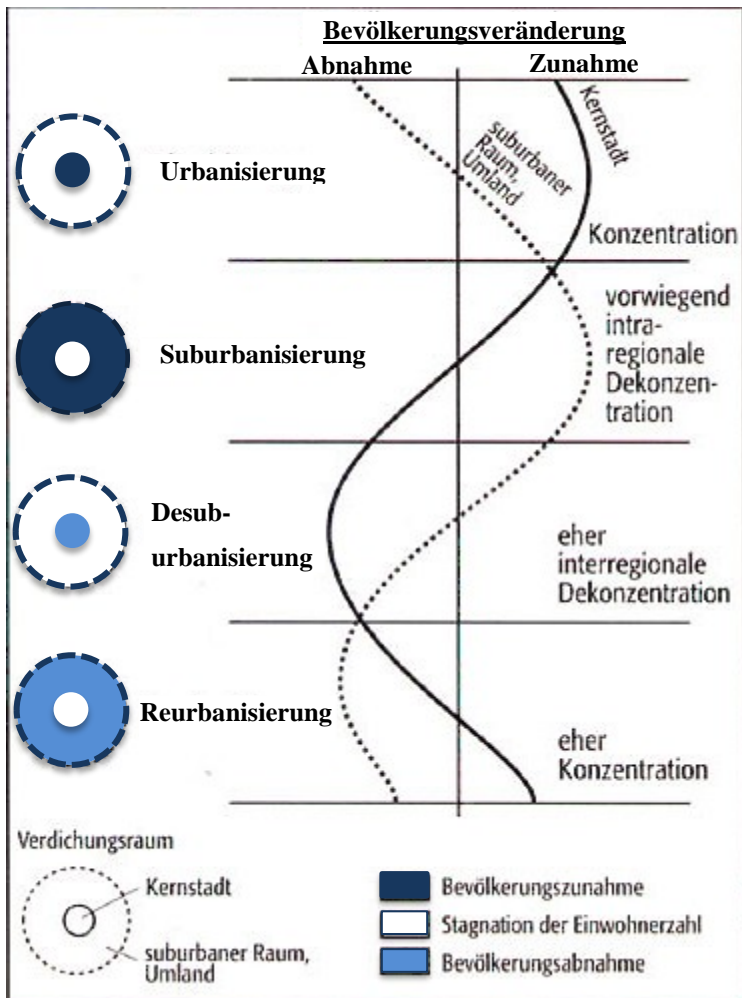 Bevölkerungsveränderung
Abnahme
Zunahme
Kernstadt
suburbaner
Raum,
Umland
Urbanisierung
Konzentration
vorwiegend
intra-
regionale
Dekonzen-
tration
Suburbanisierung
Desub-
urbanisierung
eher
interregionale
Dekonzentration
Reurbanisierung
eher
Konzentration
Verdichungsraum
Kernstadt
suburbaner Raum,
Umland
Bevölkerungszunahme
Stagnation der Einwohnerzahl
Bevölkerungsabnahme